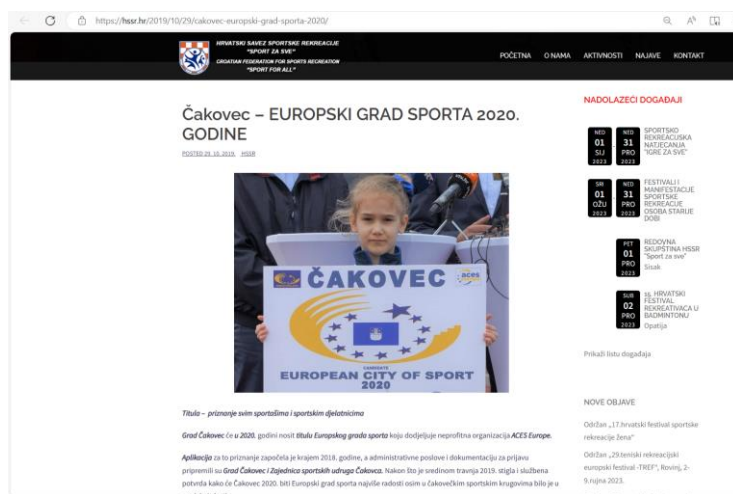 https://hssr.hr/2019/10/29/cakovec-europski-grad-sporta-2020/
HRVATSKI SAVEZ SPORTSKE REKREACIJE
"SPORT ZA SVE"
CROATIAN FEDERATION FOR SPORTS RECREATION
"SPORT FOR ALL"
POČETNA O NAMA AKTIVNOSTI NAJAVE KONTAKT
Čakovec – EUROPSKI GRAD SPORTA 2020.
GODINE
POSTED 29. 10. 2019. HSSR
ČAKOVEC
aces
CANDIDATE
EUROPEAN CITY OF SPORT
2020
Titula – priznanje svim sportašima i sportskim djelatnicima
Grad Čakovec će u 2020. godini nosit titulu Europskog grada sporta koju dodjeljuje neprofitna organizacija ACES Europe.
Aplikacija za to priznanje započela je krajem 2018. godine, a administrativne poslove i dokumentaciju za prijavu
pripremili su Grad Čakovec i Zajednica sportskih udruga Čakovca. Nakon što je sredinom travnja 2019. stigla i službena
potvrda kako će Čakovec 2020. biti Europski grad sporta najviše radosti osim u čakovečkim sportskim krugovima bilo je u
NADOLAZEĆI DOGAĐAJI
NED
01
SIJ
2023
NED
31
PRO
2023
SPORTSKO
REKREACIJSKA
NATJECANJA
"IGRE ZA SVE"
SRI
01
OŽU
2023
NED
31
PRO
2023
FESTIVALI I
MANIFESTACIJE
SPORTSKE
REKREACIJE
OSOBA STARIJE
DOBI
PET
01
PRO
2023
REDOVNA
SKUPŠTINA HSSR
"Sport za sve"
Sisak
SUB
02
PRO
2023
15. HRVATSKI
FESTIVAL
REKREATIVACA U
BADMINTONU
Opatija
Prikaži listu događaja
NOVE OBJAVE
Održan „17.hrvatski festival sportske
rekreacije žena"
Održan „29.teniski rekreacijski
europski festival -TREF", Rovinj, 2-
9.rujna 2023.